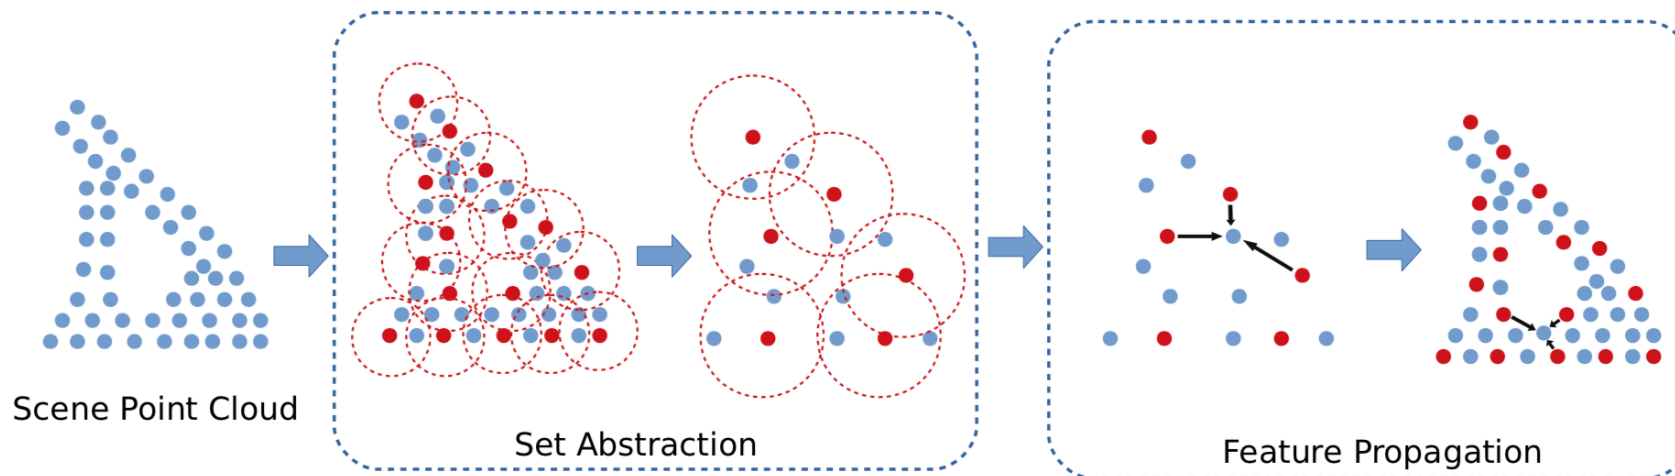 Scene Point Cloud
Set Abstraction
Feature Propagation